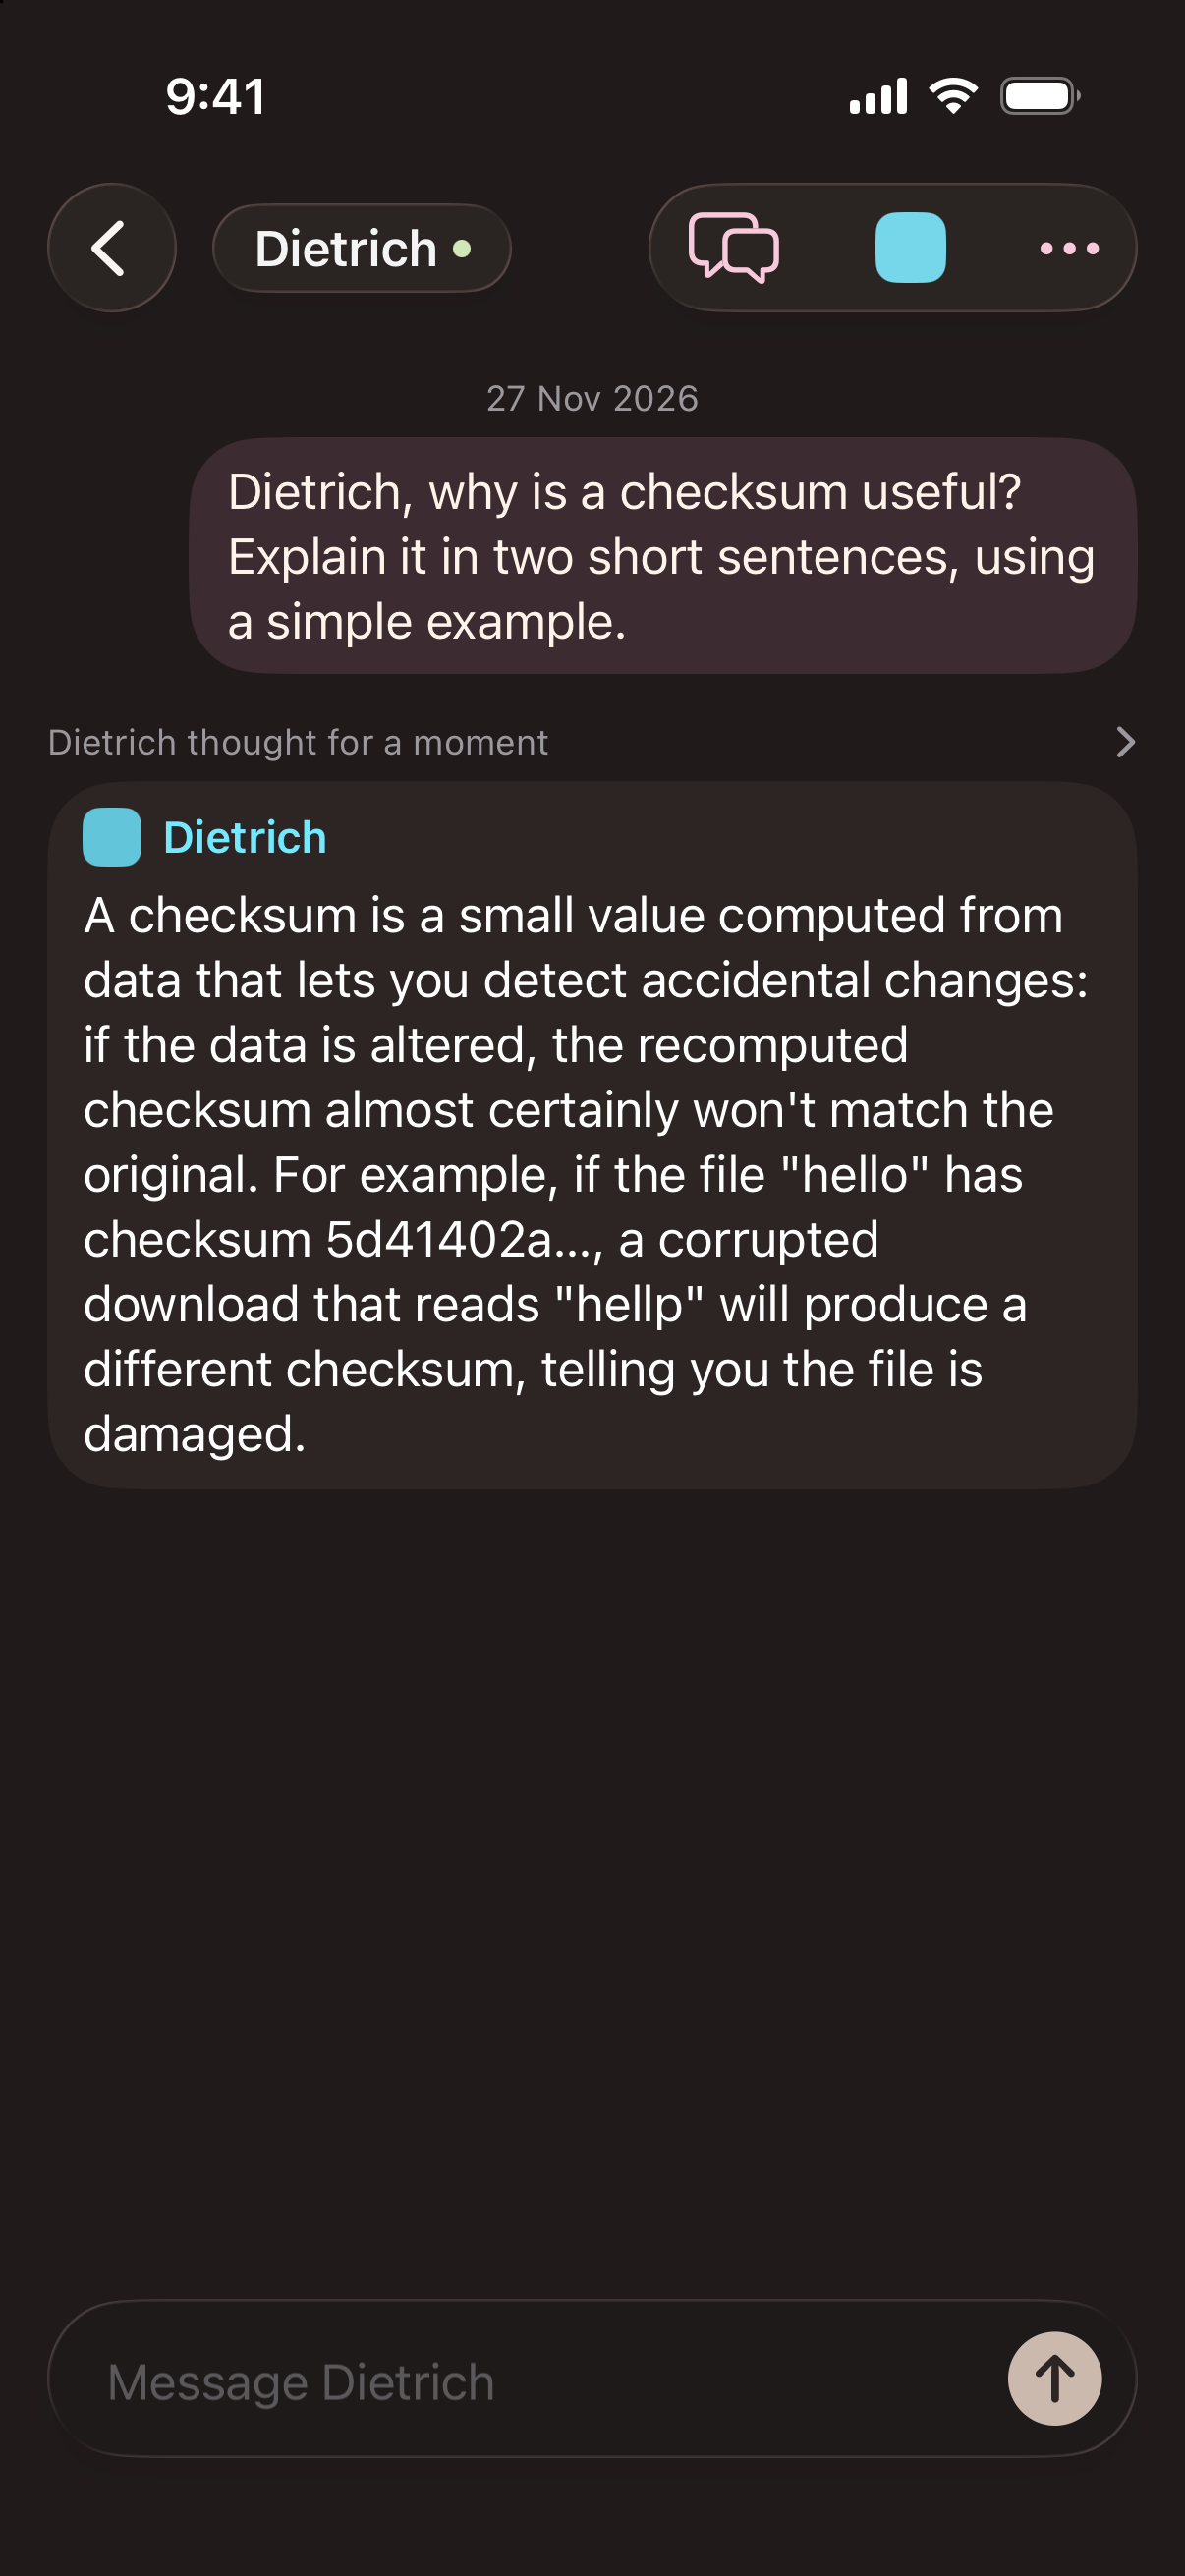 9:41
Dietrich
27 Nov 2026
Dietrich, why is a checksum useful?
Explain it in two short sentences, using
a simple example.
Dietrich thought for a moment
Dietrich
A checksum is a small value computed from
data that lets you detect accidental changes:
if the data is altered, the recomputed
checksum almost certainly won't match the
original. For example, if the file "hello" has
checksum 5d41402a..., a corrupted
download that reads "hellp" will produce a
different checksum, telling you the file is
damaged.
Message Dietrich